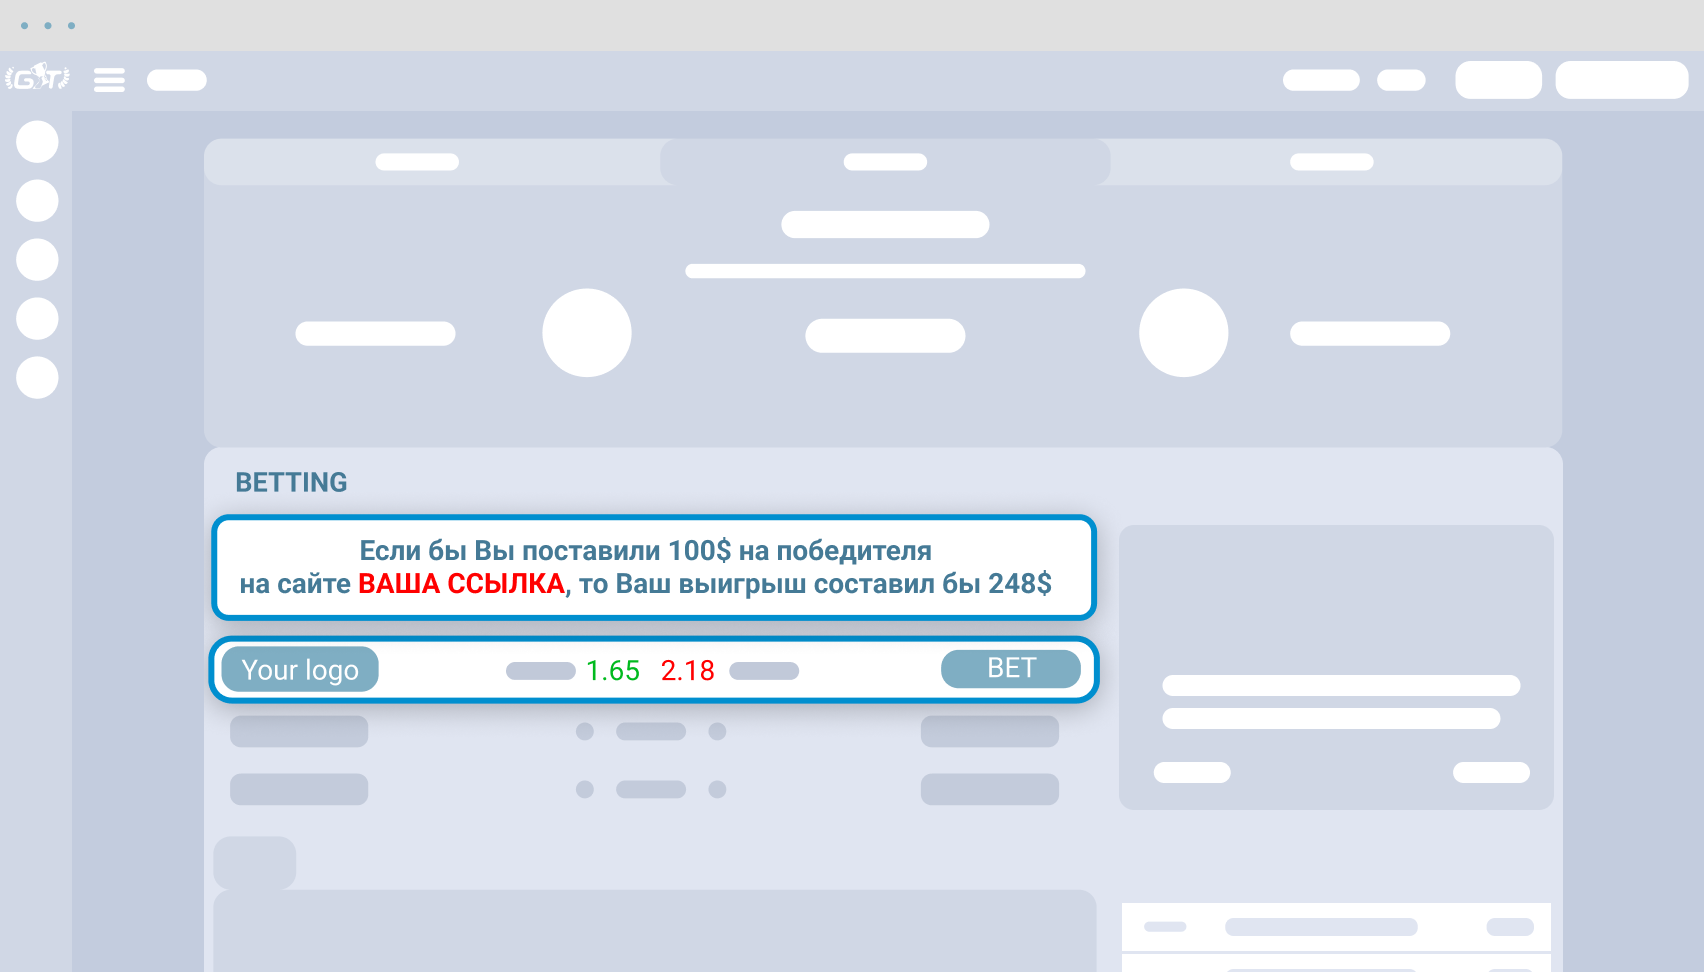 GT
BETTING
Если бы Вы поставили 100$ на победителя
на сайте ВАША ССЫЛКА, то Ваш выигрыш составил бы 248$
Your logo 1.65 2.18 BET